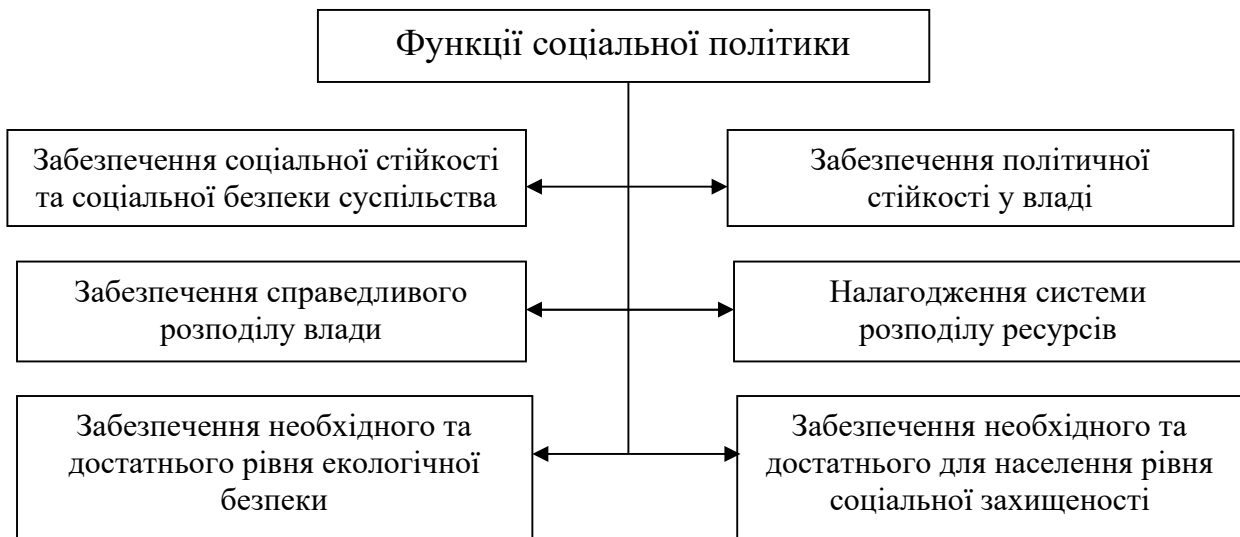 Функції соціальної політики
Забезпечення соціальної стійкості
та соціальної безпеки суспільства
Забезпечення політичної
стійкості у владі
Забезпечення справедливого
розподілу влади
Налагодження системи
розподілу ресурсів
Забезпечення необхідного та
достатнього рівня екологічної
безпеки
Забезпечення необхідного та
достатнього для населення рівня
соціальної захищеності